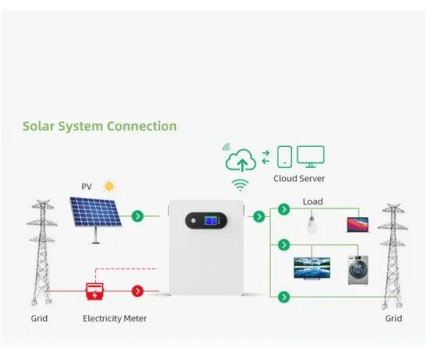 Solar System Connection
Cloud Server
PV
Load
Grid
Electricity Meter
Grid